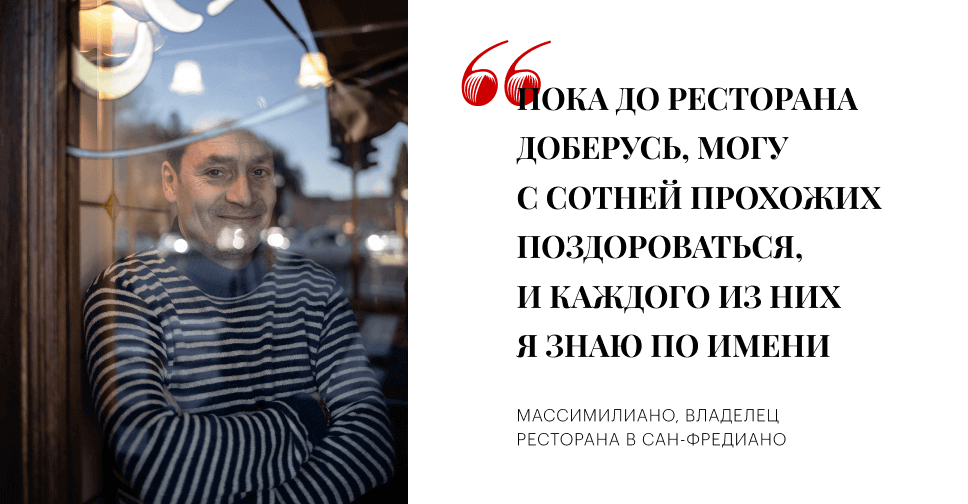 ПОКА ДО РЕСТОРАНА
ДОБЕРУСЬ, МОГУ
С СОТНЕЙ ПРОХОЖИХ
ПОЗДОРОВАТЬСЯ,
И КАЖДОГО ИЗ НИХ
Я ЗНАЮ ПО ИМЕНИ
МАССИМИЛИАНО, ВЛАДЕЛЕЦ
РЕСТОРАНА В САН-ФРЕДИАНО